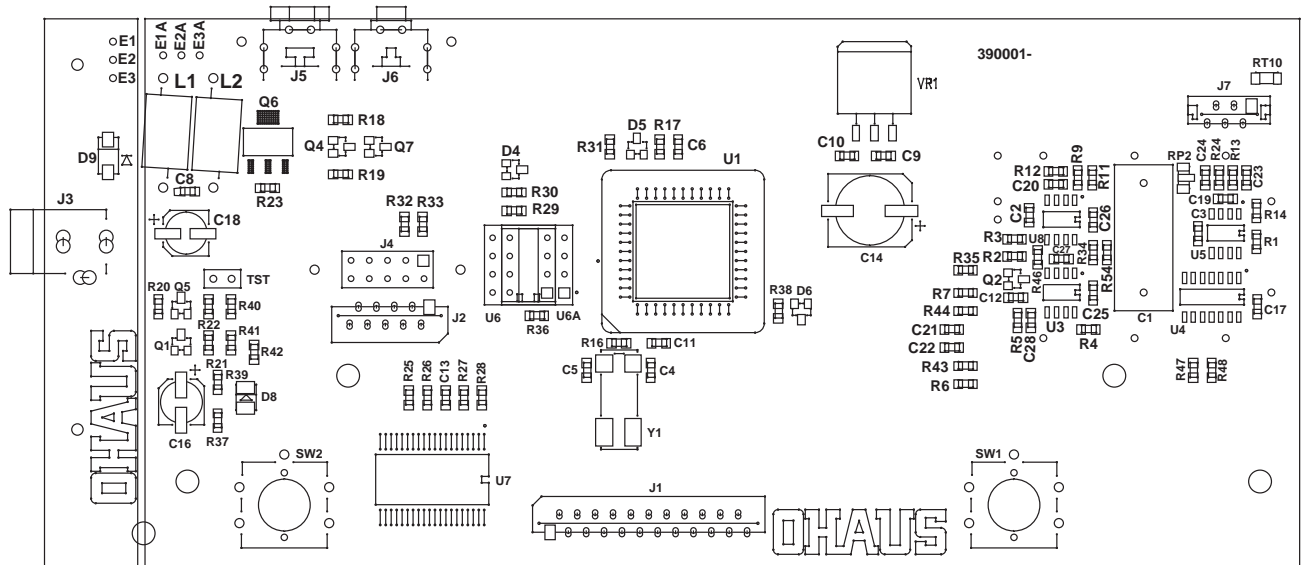 E1
E2
E3
E1A
E2A
E3A
J5
J6
390001-
RT10
L1
L2
VR1
J7
Q6
R18
Q4
Q7
R19
D9
C8
R23
J3
C18
R32
R33
J4
TST
R20
Q5
R40
R22
R41
Q1
R42
R21
R39
D8
C16
R37
J2
D4
R30
R29
U6
U6A
R36
R31
D5
R17
C6
U1
R38
D6
R16
C11
C5
C4
Y1
C10
C9
C14
R25
R26
C13
R27
R28
U7
SW2
J1
SW1
R12
C20
R9
R11
C2
C26
R3
R2
U8
C27
R34
R54
R46
R35
Q2
C12
R7
R44
C21
C22
R43
R6
R5
C28
U3
C25
R4
C1
RP2
C24
R24
R13
C23
C19
C3
R14
U5
R1
U4
C17
R47
R48
OHAUS
OHAUS